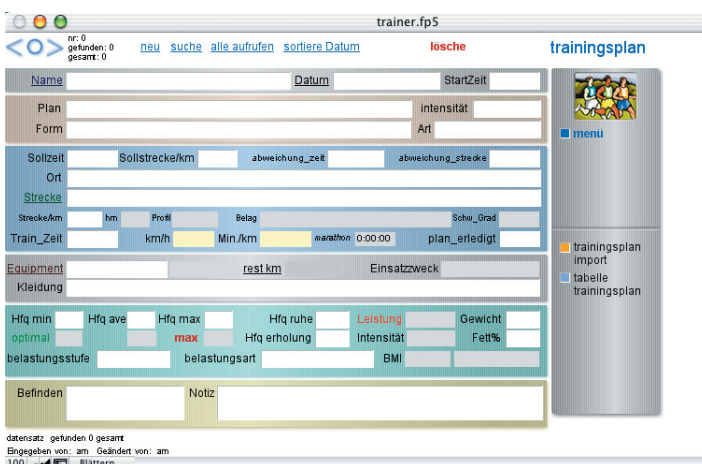 trainer.fp5
nr: 0
gefunden: 0
gesamt: 0
neu suche alle aufrufen sortiere Datum lösche trainingsplan
Name Datum StartZeit
Plan intensität
Form Art
menü
Sollzeit Sollstrecke/km abweichung_zeit abweichung_strecke
Ort
Strecke
Strecke/km hm Profil Belag Schw_Grad
Train_Zeit km/h Min./km marathon 0:00:00 plan_erledigt
trainingsplan
import
tabelle
trainingsplan
Equipment rest km Einsatzzweck
Kleidung
Hfq min Hfq ave Hfq max Hfq ruhe Leistung Gewicht
optimal max Hfq erholung Intensität Fett%
belastungsstufe belastungsart BMI
Befinden Notiz
datensatz gefunden 0 gesamt
Eingegeben von: am Geändert von: am
100 Blättern